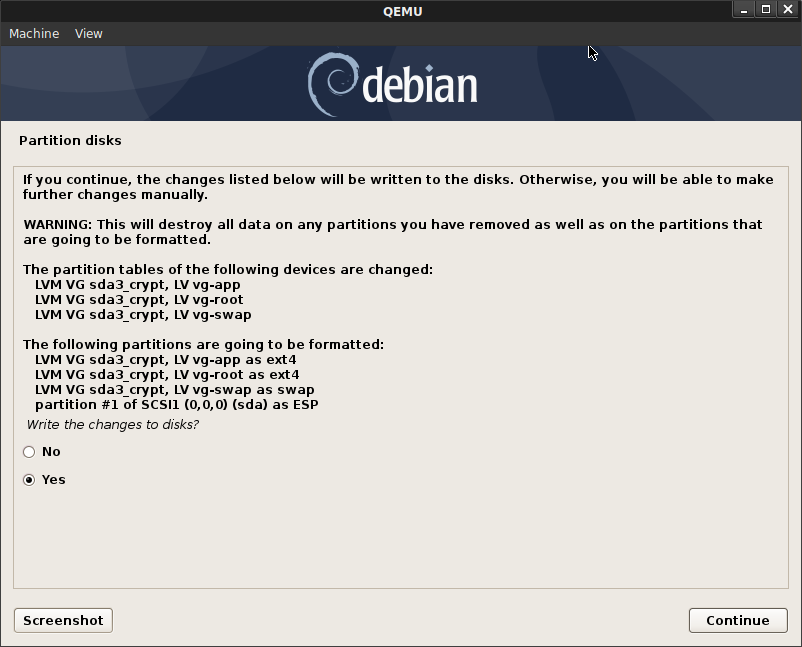 QEMU
Machine View
debian
Partition disks
If you continue, the changes listed below will be written to the disks. Otherwise, you will be able to make
further changes manually.
WARNING: This will destroy all data on any partitions you have removed as well as on the partitions that
are going to be formatted.
The partition tables of the following devices are changed:
LVM VG sda3_crypt, LV vg-app
LVM VG sda3_crypt, LV vg-root
LVM VG sda3_crypt, LV vg-swap
The following partitions are going to be formatted:
LVM VG sda3_crypt, LV vg-app as ext4
LVM VG sda3_crypt, LV vg-root as ext4
LVM VG sda3_crypt, LV vg-swap as swap
partition #1 of SCSI1 (0,0,0) (sda) as ESP
Write the changes to disks?
No
Yes
Screenshot
Continue